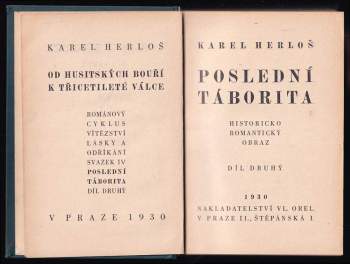 KAREL HERLOŠ
OD HUSITSKÝCH BOUŘÍ
K TŘICETILETÉ VÁLCE
ROMÁNOVÝ
CYKLUS
VÍTĚZSTVÍ
LÁSKY A
ODŘÍKÁNÍ
SVAZEK IV
POSLEDNÍ
TÁBORITA
DÍL DRUHÝ
V PRAZE 1930
KAREL HERLOŠ
POSLEDNÍ
TÁBORITA
HISTORICKO
ROMANTICKÝ
OBRAZ
DÍL DRUHÝ
1930
NAKLADATELSTVÍ VL. OREL,
V PRAZE II., ŠTĚPÁNSKÁ 1